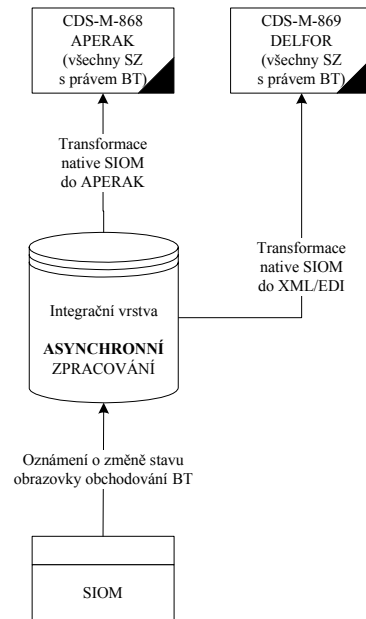 CDS-M-868
APERAK
(všechny SZ
s právem BT)
CDS-M-869
DELFOR
(všechny SZ
s právem BT)
Transformace
native SIOM
do APERAK
Transformace
native SIOM
do XML/EDI
Integrační vrstva
ASYNCHRONNÍ
ZPRACOVÁNÍ
Oznámení o změně stavu
obrazovky obchodování BT
SIOM